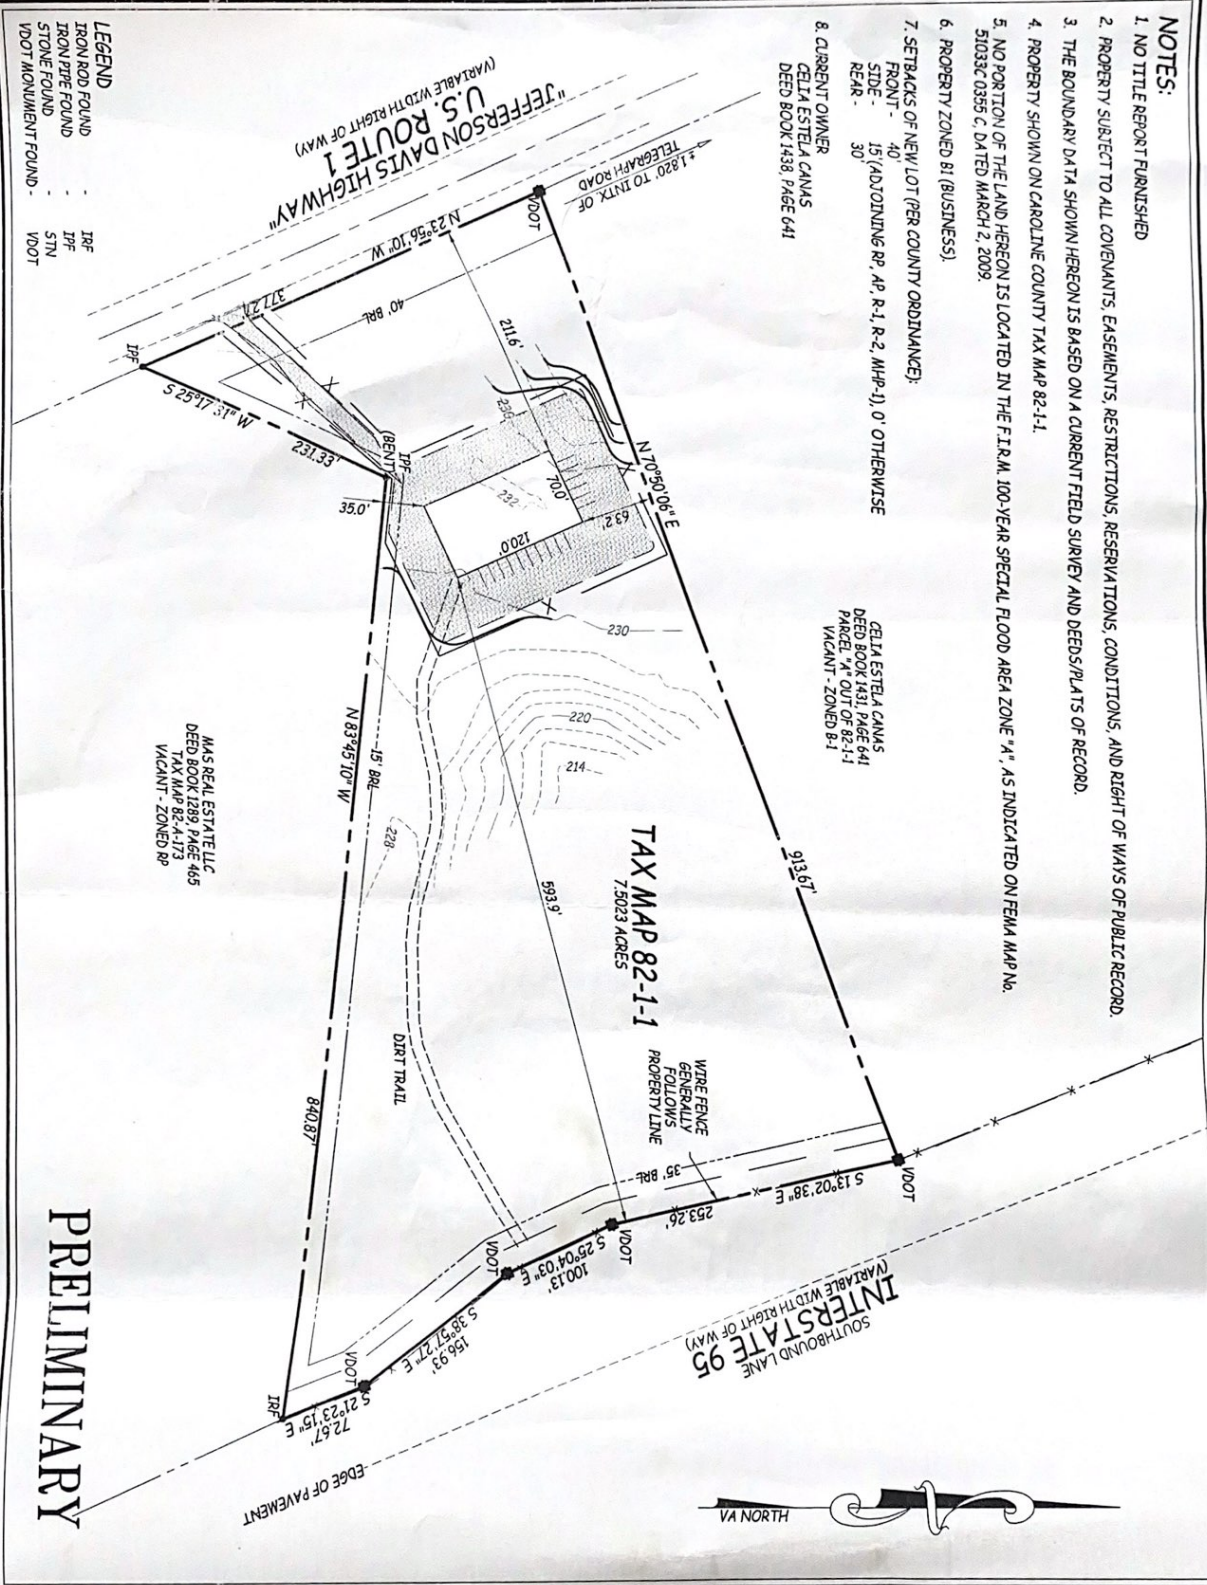 NOTES:
1. NO TITLE REPORT FURNISHED
2. PROPERTY SUBJECT TO ALL COVENANTS, EASEMENTS, RESTRICTIONS, RESERVATIONS, CONDITIONS, AND RIGHT OF WAYS OF PUBLIC RECORD.
3. THE BOUNDARY DATA SHOWN HEREON IS BASED ON A CURRENT FIELD SURVEY AND DEEDS/PLATS OF RECORD.
4. PROPERTY SHOWN ON CAROLINE COUNTY TAX MAP 82-1-1.
5. NO PORTION OF THE LAND HEREON IS LOCATED IN THE F.I.R.M. 100-YEAR SPECIAL FLOOD AREA ZONE "A", AS INDICATED ON FEMA MAP No.
51033C 0355 C, DATED MARCH 2, 2009.
6. PROPERTY ZONED B1 (BUSINESS).
7. SETBACKS OF NEW LOT (PER COUNTY ORDINANCE):
FRONT - 40'
SIDE - 15' (ADJOINING RP, AP, R-1, R-2, MHP-1), 0' OTHERWISE
REAR - 30'
8. CURRENT OWNER
CELIA ESTELA CANAS
DEED BOOK 1438, PAGE 641
±1,820' TO INTX. OF
TELEGRAPH ROAD
"JEFFERSON DAVIS HIGHWAY"
U.S. ROUTE 1
(VARIABLE WIDTH RIGHT OF WAY)
VDOT
N 23°56'10" W
377.21'
40' BRL
211.6'
IPF
S 25°17'31" W
231.33'
IPF
(BENT)
35.0'
230
232
70.0'
63.2'
120.0'
N 70°50'06" E
913.67'
CELIA ESTELA CANAS
DEED BOOK 1431, PAGE 641
PARCEL "A" OUT OF 82-1-1
VACANT - ZONED B-1
230
220
214
228
N 83°45'10" W
15' BRL
840.87'
MAS REAL ESTATE LLC
DEED BOOK 1289, PAGE 465
TAX MAP 82-A-173
VACANT - ZONED RP
TAX MAP 82-1-1
7.5023 ACRES
593.9'
DIRT TRAIL
WIRE FENCE
GENERALLY
FOLLOWS
PROPERTY LINE
35' BRL
VDOT
S 13°02'38" E
253.26'
VDOT
S 25°04'03" E
100.13'
VDOT
S 38°57'27" E
156.93'
VDOT
S 21°23'15" E
72.67'
IRF
SOUTHBOUND LANE
INTERSTATE 95
(VARIABLE WIDTH RIGHT OF WAY)
EDGE OF PAVEMENT
VA NORTH
LEGEND
IRON ROD FOUND - IRF
IRON PIPE FOUND - IPF
STONE FOUND - STN
VDOT MONUMENT FOUND - VDOT
PRELIMINARY